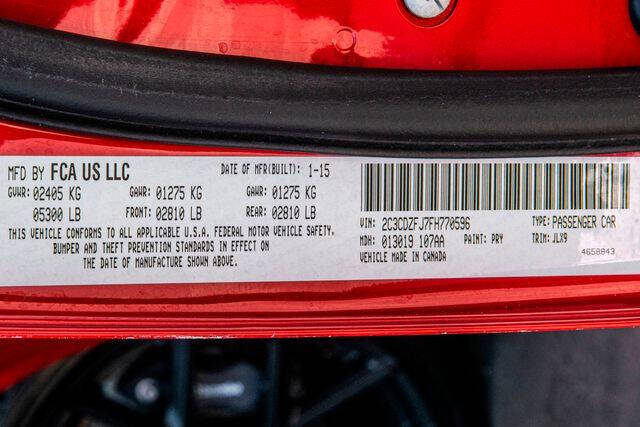 MFD BY FCA US LLC DATE OF MFR(BUILT): 1-15
GVWR: 02405 KG GAWR: 01275 KG GAWR: 01275 KG
05300 LB FRONT: 02810 LB REAR: 02810 LB
THIS VEHICLE CONFORMS TO ALL APPLICABLE U.S.A. FEDERAL MOTOR VEHICLE SAFETY.
BUMPER AND THEFT PREVENTION STANDARDS IN EFFECT ON
THE DATE OF MANUFACTURE SHOWN ABOVE.
VIN: 2C3CDZFJ7FH770596 TYPE: PASSENGER CAR
MDH: 013019 107AA PAINT: PRY TRIM: JLX9
VEHICLE MADE IN CANADA 4658843